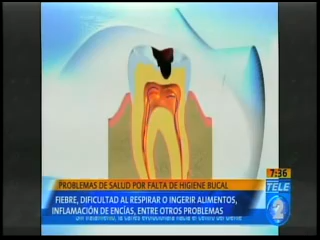 PROBLEMAS DE SALUD POR FALTA DE HIGIENE BUCAL
7:36
FIEBRE, DIFICULTAD AL RESPIRAR O INGERIR ALIMENTOS,
INFLAMACIÓN DE ENCÍAS, ENTRE OTROS PROBLEMAS
TELE
2